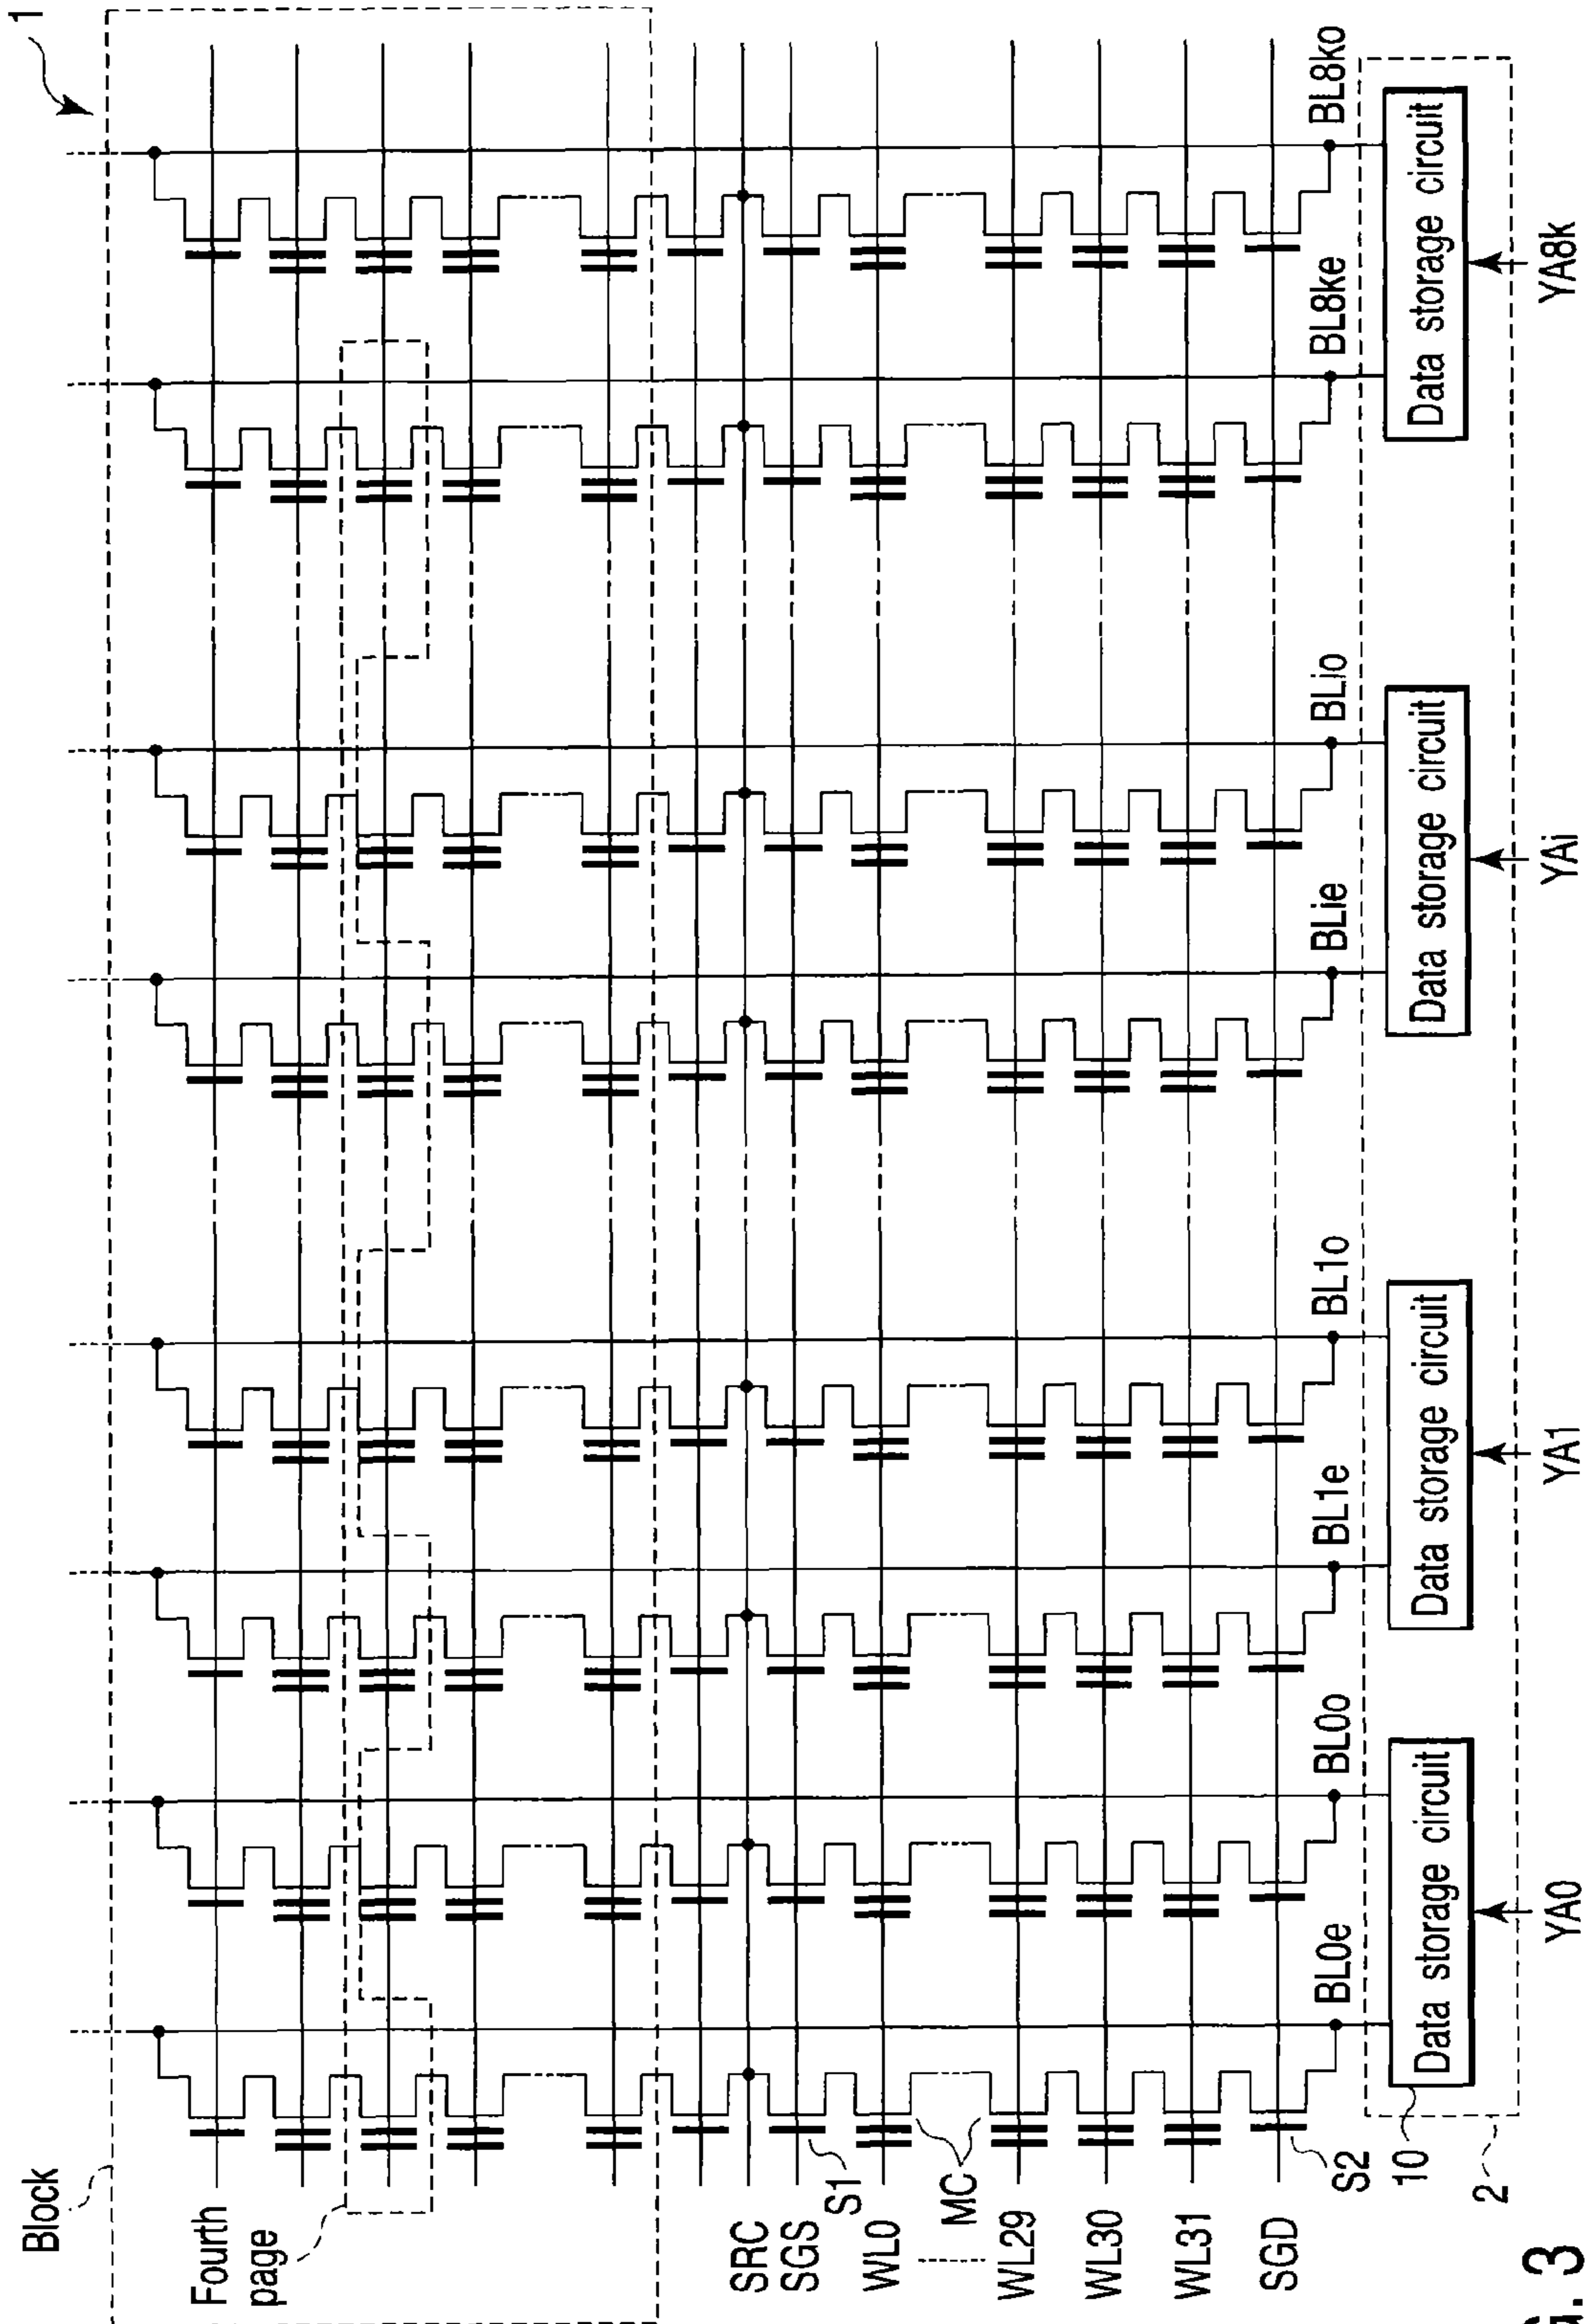 1
Block
Fourth
page
SRC
SGS
S1
WL0
MC
WL29
WL30
WL31
SGD
S2
BL0e
BL0o
BL1e
BL1o
BLie
BLio
BL8ke
BL8ko
10
Data storage circuit
Data storage circuit
Data storage circuit
Data storage circuit
2
YA0
YA1
YAi
YA8k
G. 3